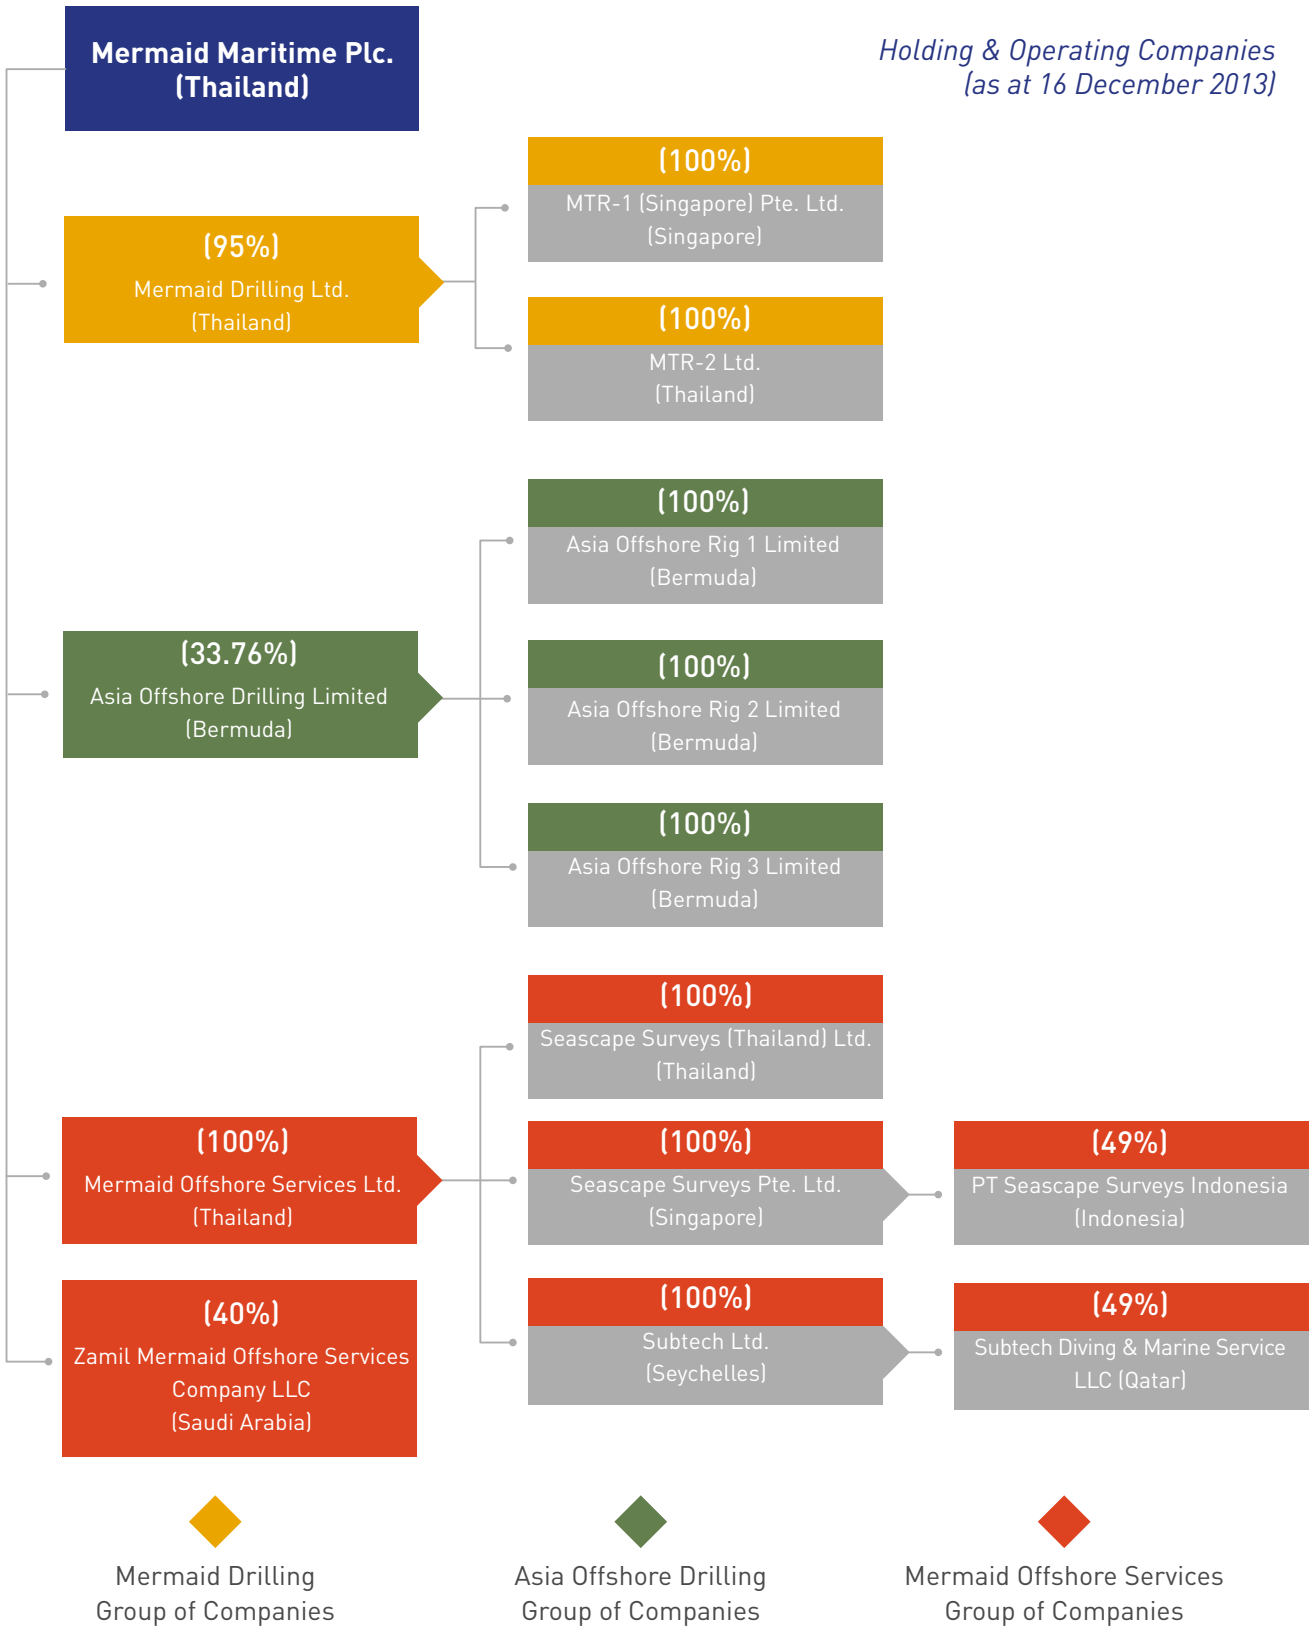 Mermaid Maritime Plc.
(Thailand)
Holding & Operating Companies
(as at 16 December 2013)
(95%)
Mermaid Drilling Ltd.
(Thailand)
(100%)
MTR-1 (Singapore) Pte. Ltd.
(Singapore)
(100%)
MTR-2 Ltd.
(Thailand)
(33.76%)
Asia Offshore Drilling Limited
(Bermuda)
(100%)
Asia Offshore Rig 1 Limited
(Bermuda)
(100%)
Asia Offshore Rig 2 Limited
(Bermuda)
(100%)
Asia Offshore Rig 3 Limited
(Bermuda)
(100%)
Mermaid Offshore Services Ltd.
(Thailand)
(100%)
Seascape Surveys (Thailand) Ltd.
(Thailand)
(100%)
Seascape Surveys Pte. Ltd.
(Singapore)
(49%)
PT Seascape Surveys Indonesia
(Indonesia)
(100%)
Subtech Ltd.
(Seychelles)
(49%)
Subtech Diving & Marine Service
LLC (Qatar)
(40%)
Zamil Mermaid Offshore Services
Company LLC
(Saudi Arabia)
Mermaid Drilling
Group of Companies
Asia Offshore Drilling
Group of Companies
Mermaid Offshore Services
Group of Companies